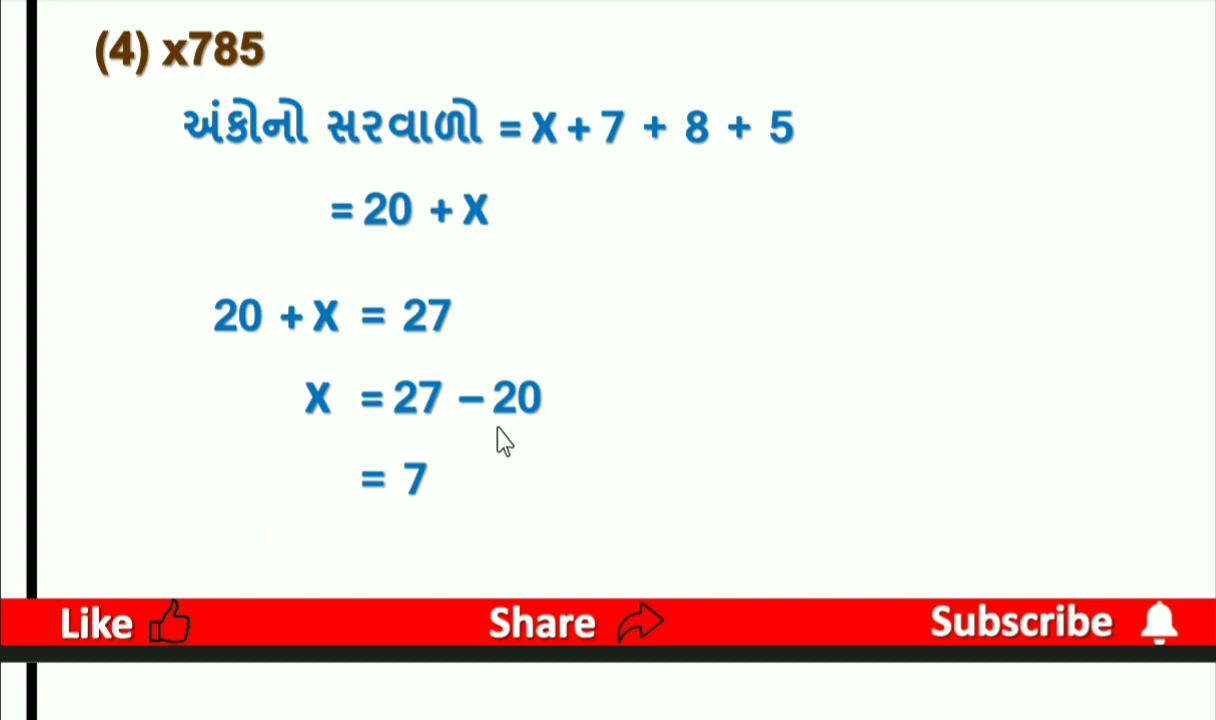 (4) x785
અંકોનો સરવાળો = X + 7 + 8 + 5
= 20 + X
20 + X = 27
X = 27 – 20
= 7
Like Share Subscribe